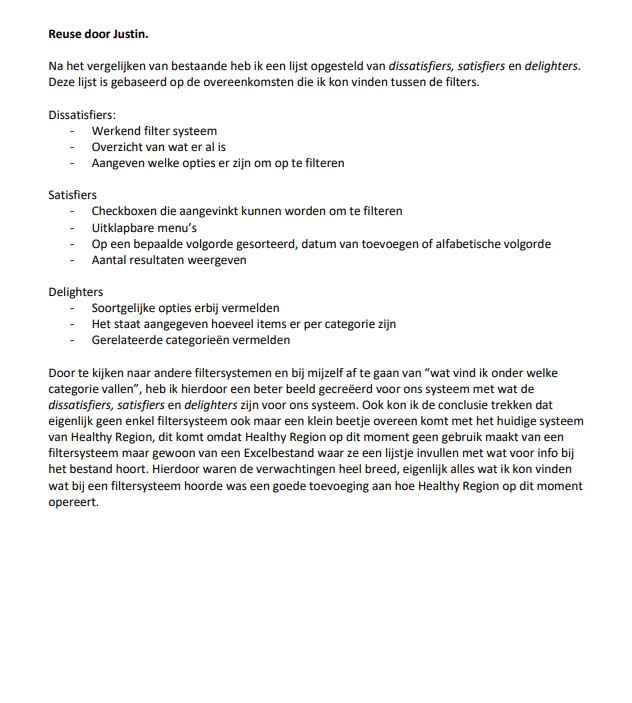 Reuse door Justin.
Na het vergelijken van bestaande heb ik een lijst opgesteld van dissatisfiers, satisfiers en delighters.
Deze lijst is gebaseerd op de overeenkomsten die ik kon vinden tussen de filters.
Dissatisfiers:
- Werkend filter systeem
- Overzicht van wat er al is
- Aangeven welke opties er zijn om op te filteren
Satisfiers
- Checkboxen die aangevinkt kunnen worden om te filteren
- Uitklapbare menu's
- Op een bepaalde volgorde gesorteerd, datum van toevoegen of alfabetische volgorde
- Aantal resultaten weergeven
Delighters
- Soortgelijke opties erbij vermelden
- Het staat aangegeven hoeveel items er per categorie zijn
- Gerelateerde categorieën vermelden
Door te kijken naar andere filtersystemen en bij mijzelf af te gaan van “wat vind ik onder welke
categorie vallen”, heb ik hierdoor een beter beeld gecreëerd voor ons systeem met wat de
dissatisfiers, satisfiers en delighters zijn voor ons systeem. Ook kon ik de conclusie trekken dat
eigenlijk geen enkel filtersysteem ook maar een klein beetje overeen komt met het huidige systeem
van Healthy Region, dit komt omdat Healthy Region op dit moment geen gebruik maakt van een
filtersysteem maar gewoon van een Excelbestand waar ze een lijstje invullen met wat voor info bij
het bestand hoort. Hierdoor waren de verwachtingen heel breed, eigenlijk alles wat ik kon vinden
wat bij een filtersysteem hoorde was een goede toevoeging aan hoe Healthy Region op dit moment
opereert.